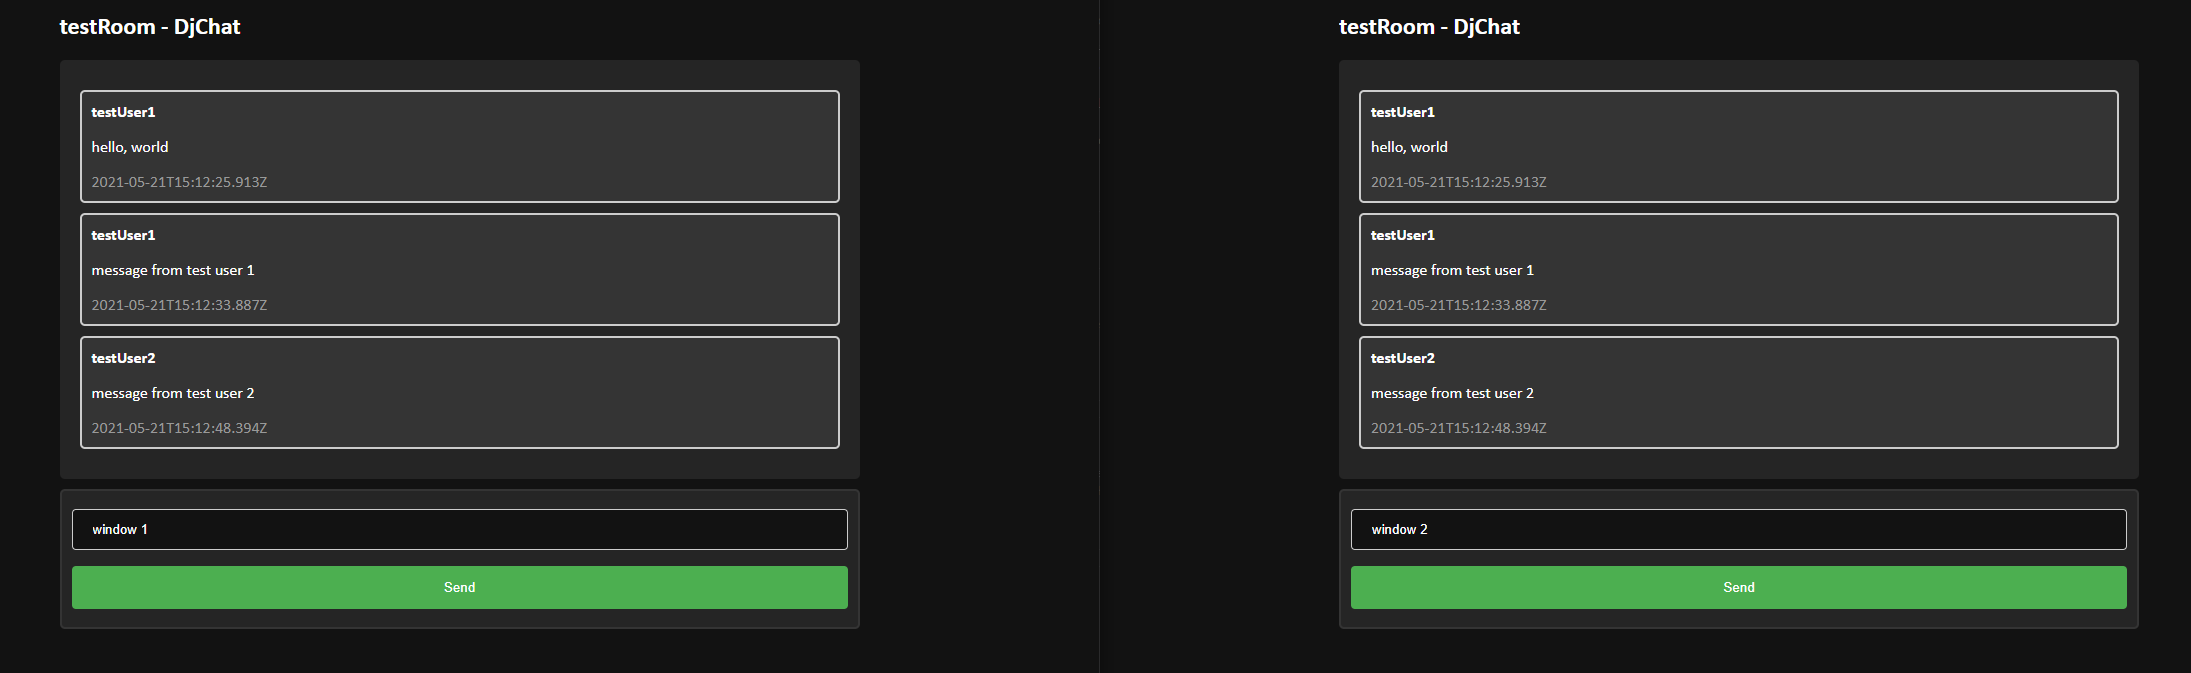 testRoom - DjChat
testUser1
hello, world
2021-05-21T15:12:25.913Z
testUser1
message from test user 1
2021-05-21T15:12:33.887Z
testUser2
message from test user 2
2021-05-21T15:12:48.394Z
window 1
Send
testRoom - DjChat
testUser1
hello, world
2021-05-21T15:12:25.913Z
testUser1
message from test user 1
2021-05-21T15:12:33.887Z
testUser2
message from test user 2
2021-05-21T15:12:48.394Z
window 2
Send